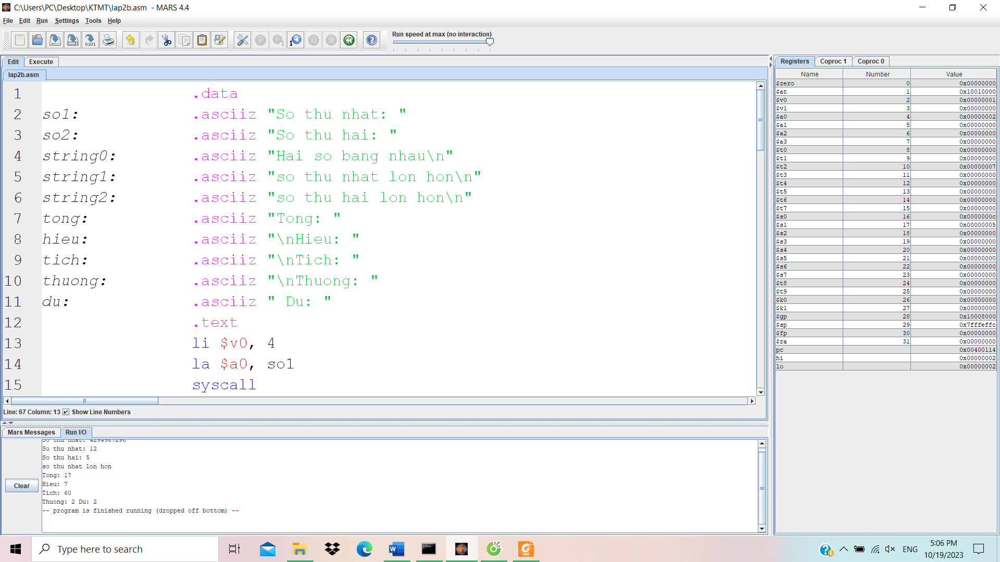 C:\Users\PC\Desktop\KTMT\lap2b.asm - MARS 4.4
File Edit Run Settings Tools Help
Run speed at max (no interaction)
Edit Execute
lap2b.asm
1 .data
2 so1: .asciiz "So thu nhat: "
3 so2: .asciiz "So thu hai: "
4 string0: .asciiz "Hai so bang nhau\n"
5 string1: .asciiz "so thu nhat lon hon\n"
6 string2: .asciiz "so thu hai lon hon\n"
7 tong: .asciiz "Tong: "
8 hieu: .asciiz "\nHieu: "
9 tich: .asciiz "\nTich: "
10 thuong: .asciiz "\nThuong: "
11 du: .asciiz " Du: "
12 .text
13 li $v0, 4
14 la $a0, so1
15 syscall
Line: 67 Column: 13 Show Line Numbers
Mars Messages Run I/O
So thu nhat: 4294967296
So thu nhat: 12
So thu hai: 5
so thu nhat lon hon
Tong: 17
Hieu: 7
Tich: 60
Thuong: 2 Du: 2
-- program is finished running (dropped off bottom) --
Clear
Registers Coproc 1 Coproc 0
Name Number Value
$zero 0 0x00000000
$at 1 0x10010000
$v0 2 0x00000001
$v1 3 0x00000000
$a0 4 0x00000002
$a1 5 0x00000000
$a2 6 0x00000000
$a3 7 0x00000000
$t0 8 0x00000000
$t1 9 0x00000000
$t2 10 0x00000007
$t3 11 0x00000000
$t4 12 0x00000000
$t5 13 0x00000000
$t6 14 0x00000000
$t7 15 0x00000000
$s0 16 0x0000000c
$s1 17 0x00000005
$s2 18 0x00000000
$s3 19 0x00000000
$s4 20 0x00000000
$s5 21 0x00000000
$s6 22 0x00000000
$s7 23 0x00000000
$t8 24 0x00000000
$t9 25 0x00000000
$k0 26 0x00000000
$k1 27 0x00000000
$gp 28 0x10008000
$sp 29 0x7fffeffc
$fp 30 0x00000000
$ra 31 0x00000000
pc 0x00400114
hi 0x00000002
lo 0x00000002
Type here to search
ENG
5:06 PM
10/19/2023